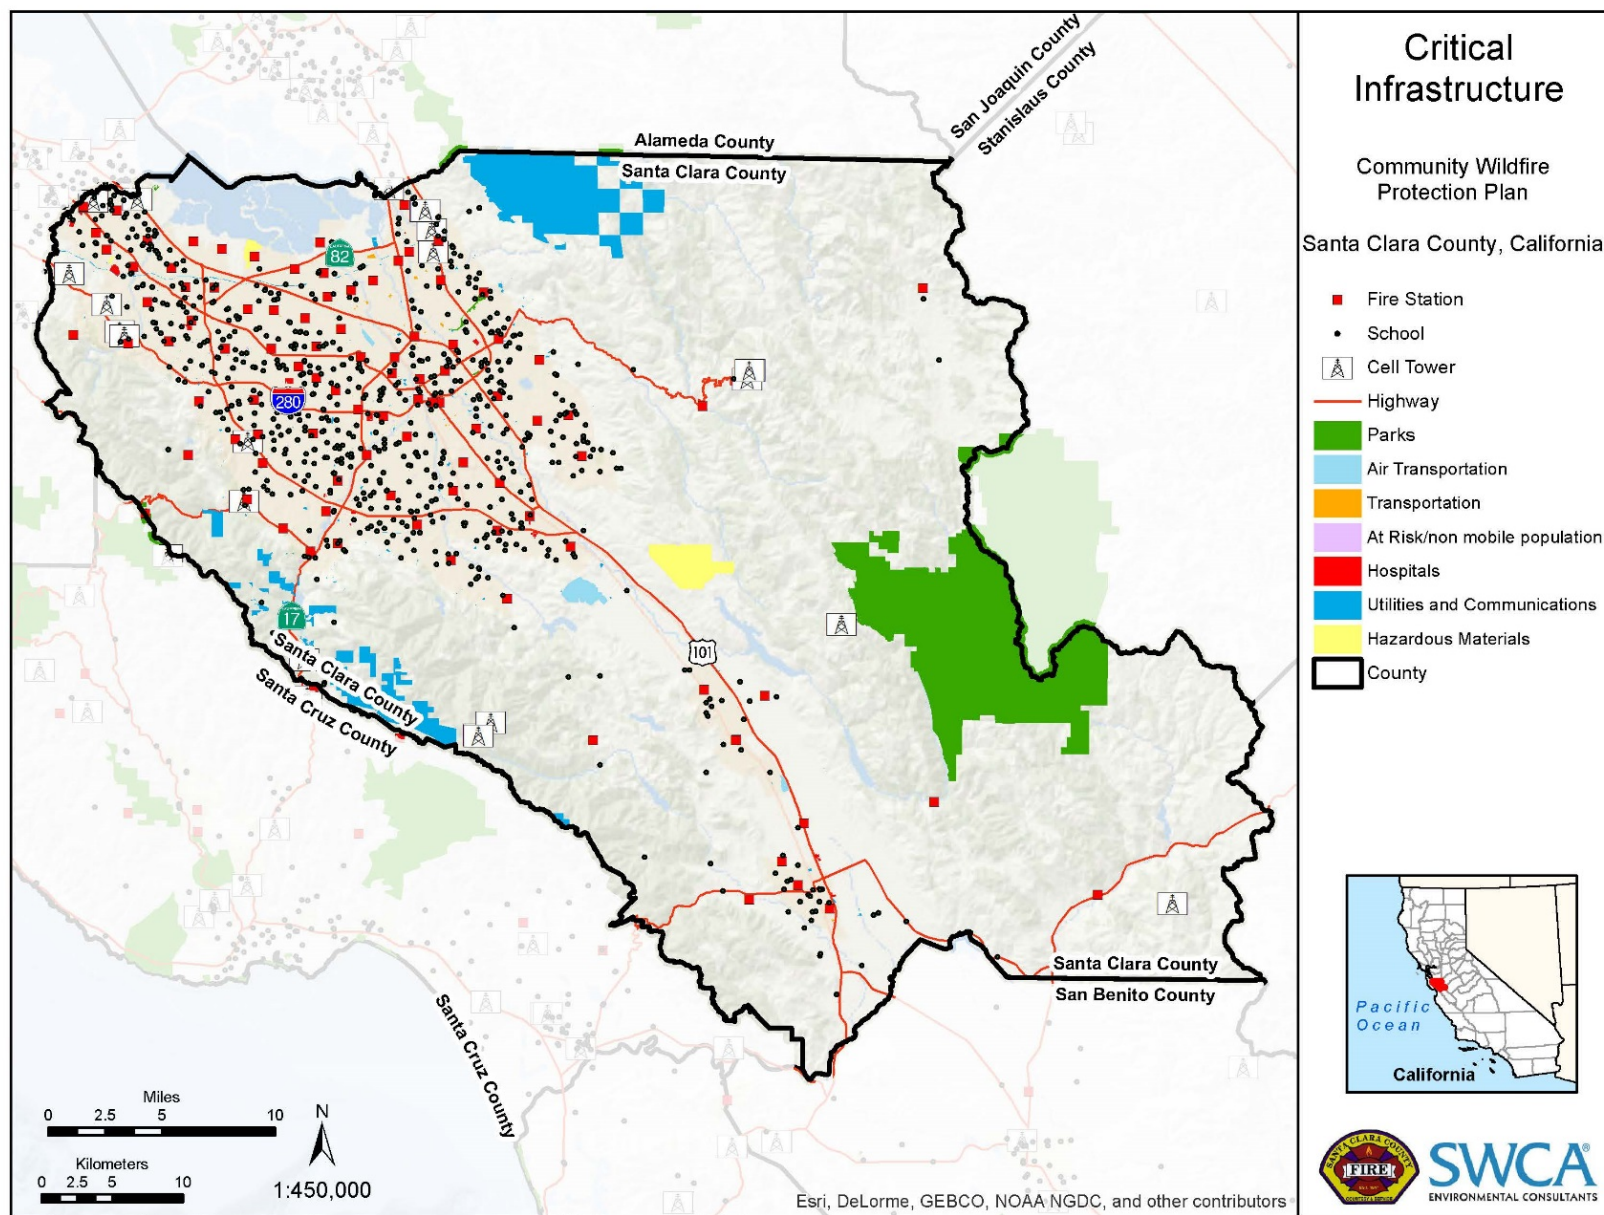 Critical
Infrastructure
Community Wildfire
Protection Plan
Santa Clara County, California
Fire Station
School
Cell Tower
Highway
Parks
Air Transportation
Transportation
At Risk/non mobile population
Hospitals
Utilities and Communications
Hazardous Materials
County
San Joaquin County
Stanislaus County
Alameda County
Santa Clara County
82
280
17
101
Santa Clara County
Santa Cruz County
Santa Clara County
San Benito County
Santa Cruz County
Miles
0 2.5 5 10
Kilometers
0 2.5 5 10
N
1:450,000
Esri, DeLorme, GEBCO, NOAA NGDC, and other contributors
Pacific
Ocean
California
SANTA CLARA COUNTY
FIRE
SWCA®
ENVIRONMENTAL CONSULTANTS